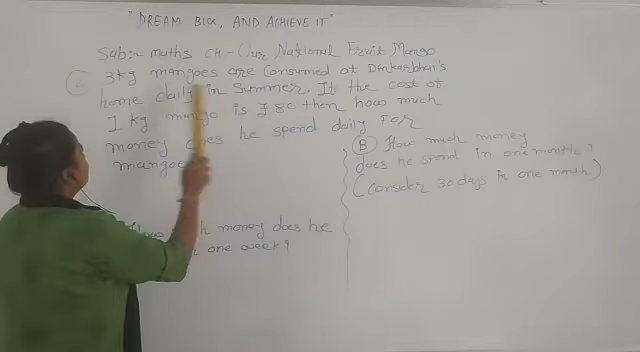 "DREAM BIG, AND ACHIEVE IT"
Sub:- maths CH - Our National Fruit Mango
3 kg mangoes are consumed at Dinkarbhai's
home daily in Summer. If the cost of
1 kg mango is ₹ 80 then how much
money does he spend daily For
mangoes
money does he
one week?
(B) How much money
does he spend in one month?
(consider 30 days in one month)